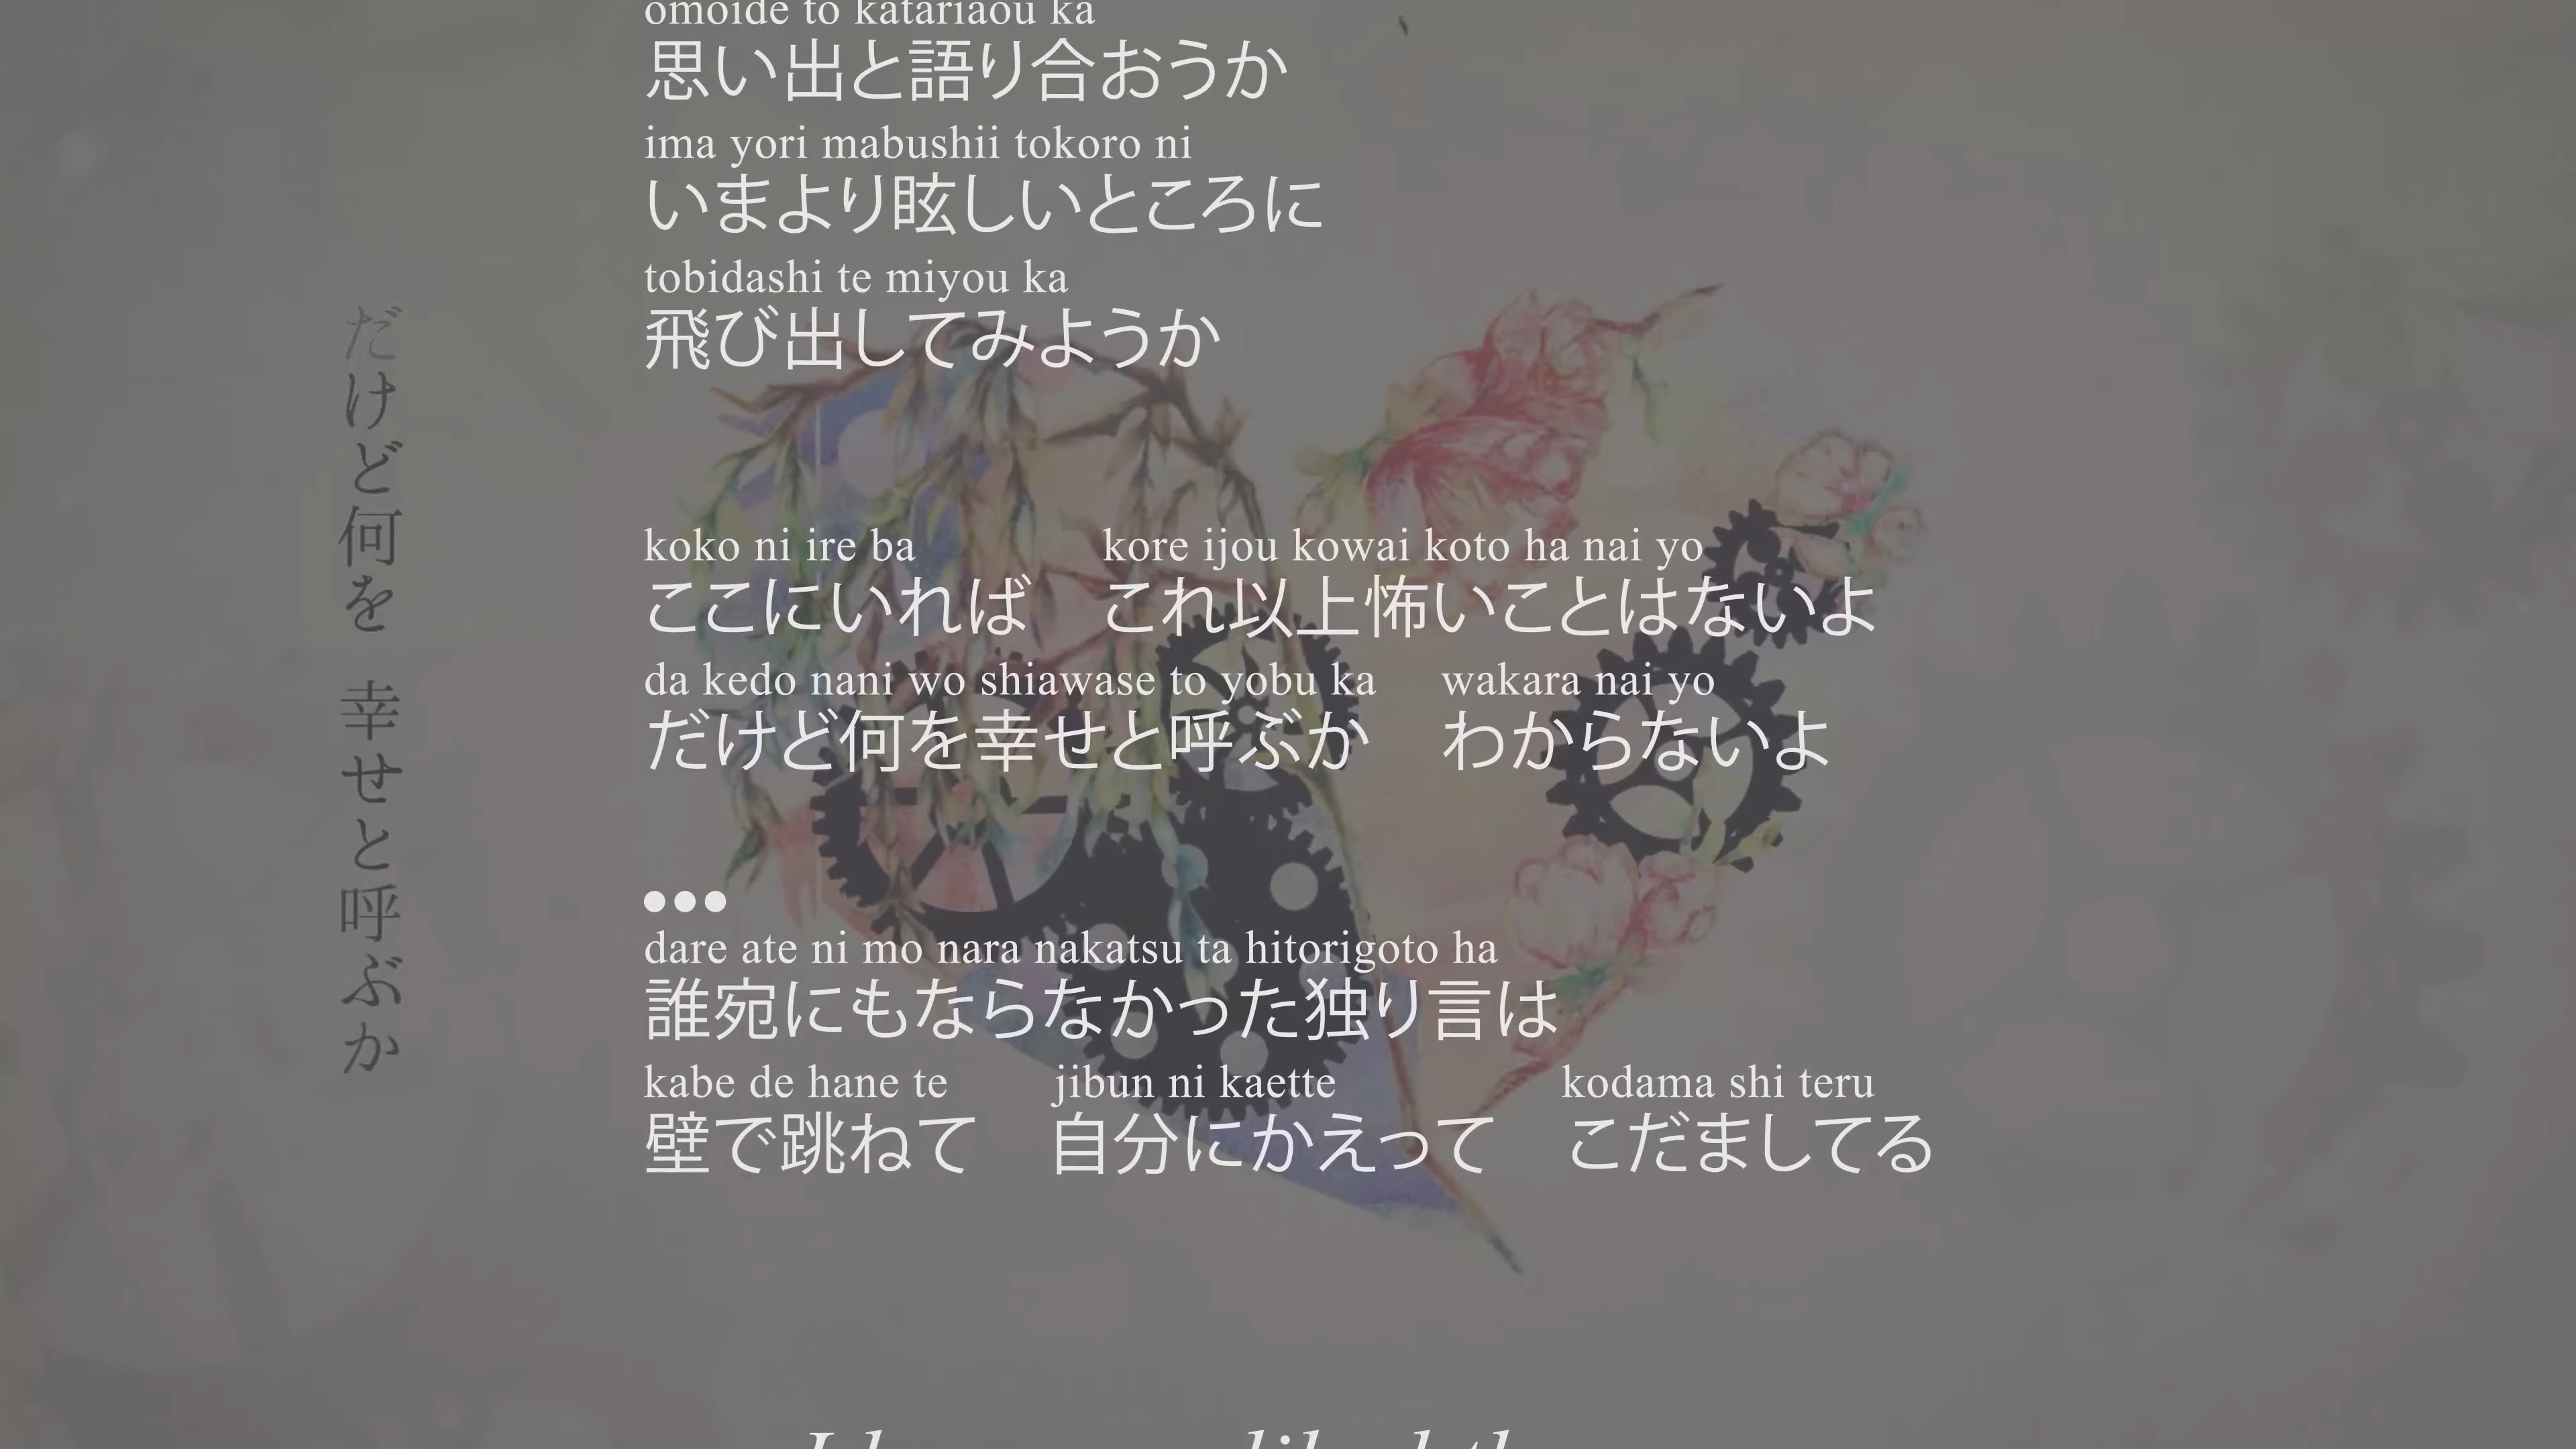 omoide to katariaou ka
思い出と語り合おうか
ima yori mabushii tokoro ni
いまより眩しいところに
tobidashi te miyou ka
飛び出してみようか
koko ni ire ba kore ijou kowai koto ha nai yo
ここにいれば　これ以上怖いことはないよ
da kedo nani wo shiawase to yobu ka wakara nai yo
だけど何を幸せと呼ぶか　わからないよ
●●●
dare ate ni mo nara nakatsu ta hitorigoto ha
誰宛にもならなかった独り言は
kabe de hane te jibun ni kaette kodama shi teru
壁で跳ねて　自分にかえって　こだましてる
だけど何を 幸せと呼ぶか